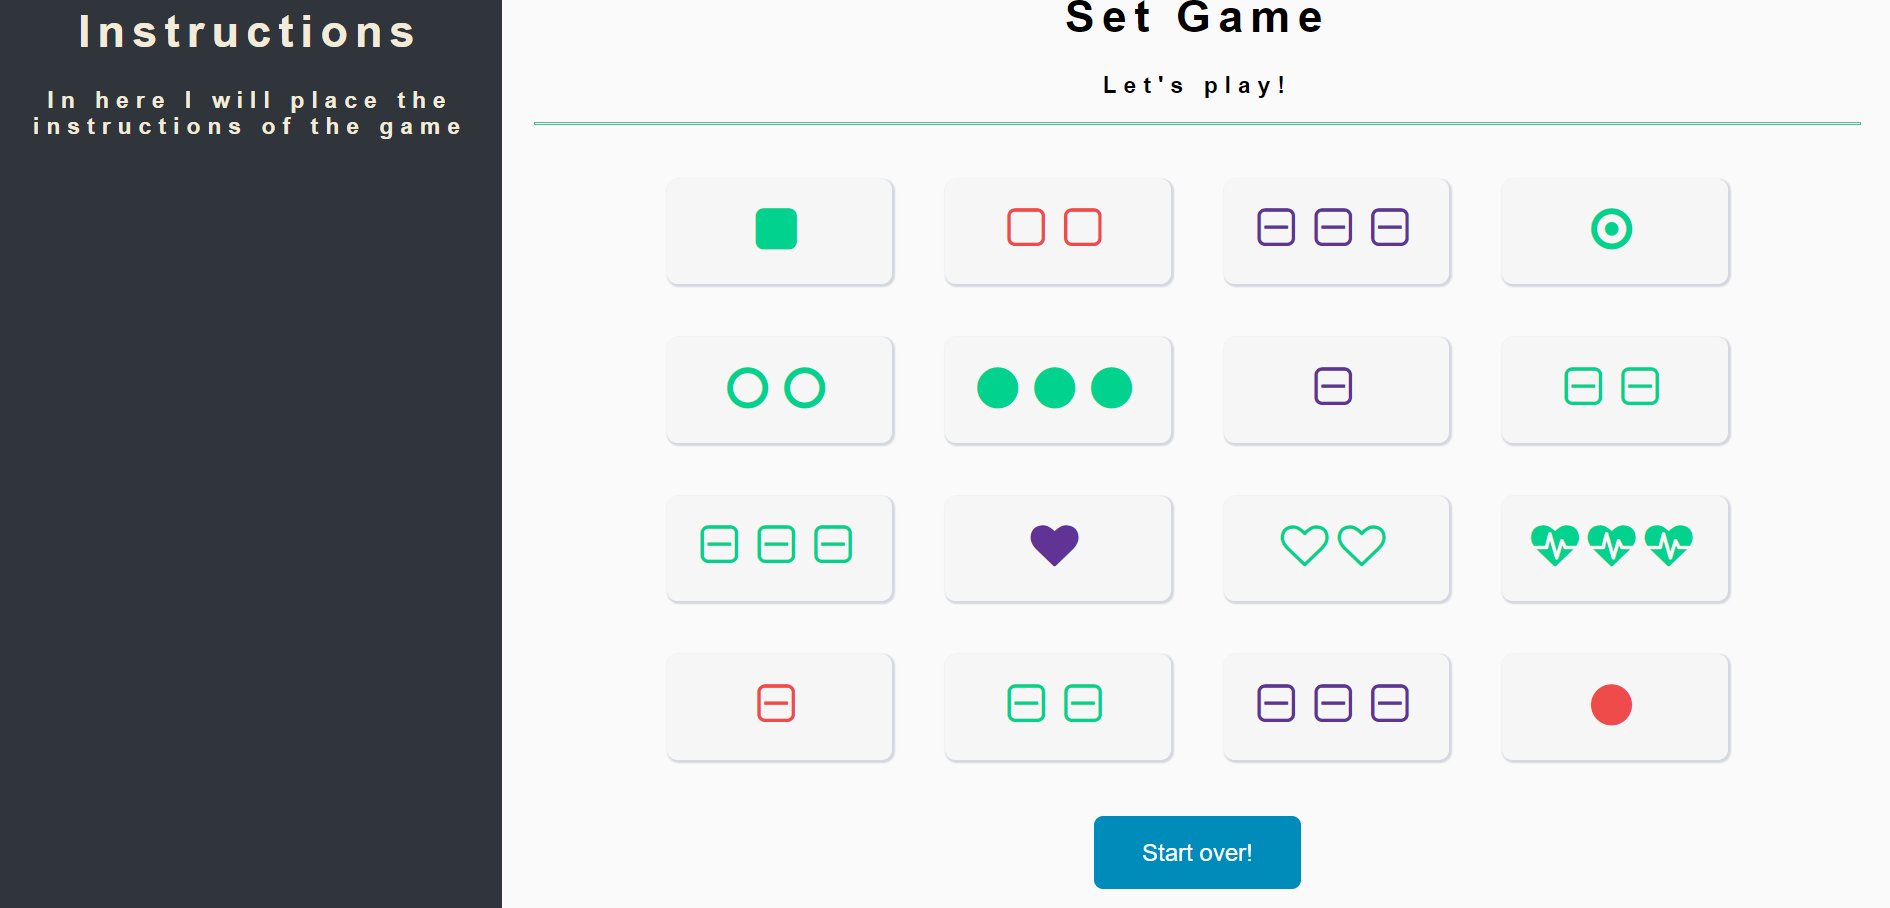 Instructions
In here I will place the
instructions of the game
Set Game
Let's play!
Start over!